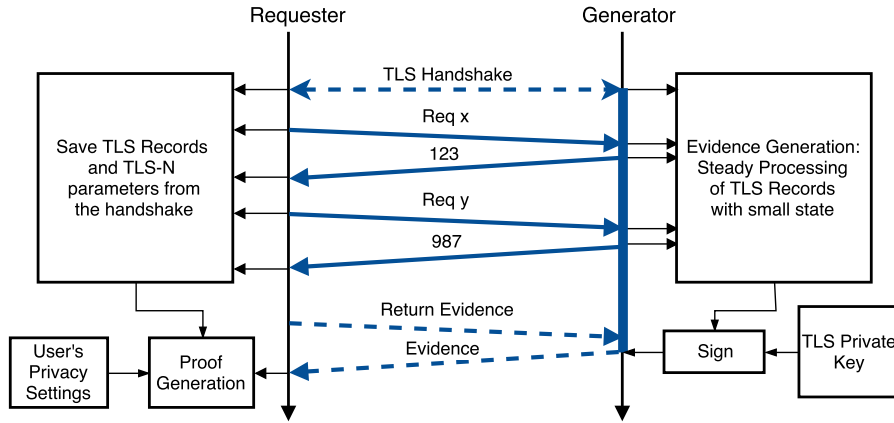 Requester
Generator
TLS Handshake
Req x
123
Req y
987
Return Evidence
Evidence
Save TLS Records
and TLS-N
parameters from
the handshake
Evidence Generation:
Steady Processing
of TLS Records
with small state
User's
Privacy
Settings
Proof
Generation
Sign
TLS Private
Key